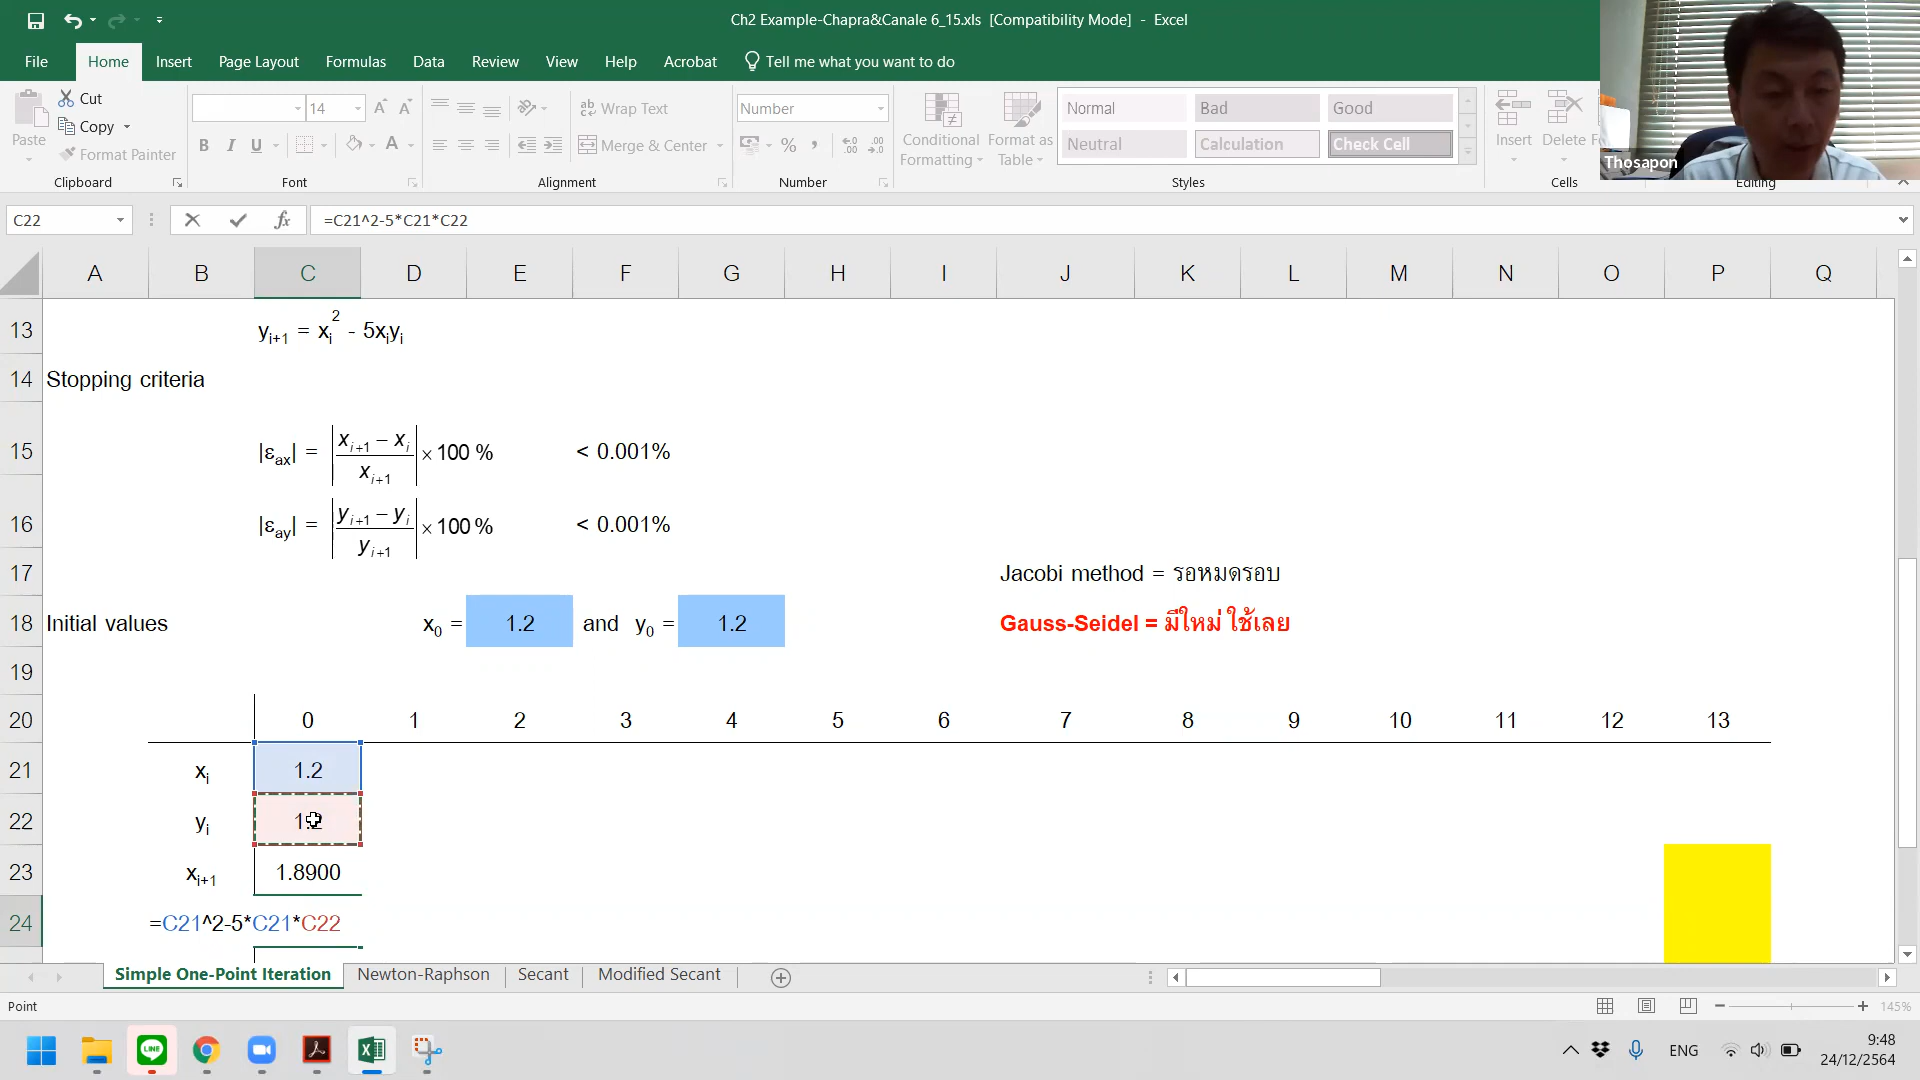 Ch2 Example-Chapra&Canale 6_15.xls [Compatibility Mode] - Excel
File Home Insert Page Layout Formulas Data Review View Help Acrobat Tell me what you want to do
Cut
Copy
Format Painter
Paste
14
Wrap Text
Merge & Center
Number
Conditional Formatting
Format as Table
Normal Bad Good
Neutral Calculation Check Cell
Insert Delete
Clipboard Font Alignment Number Styles Cells Editing
Thosapon
C22 fx =C21^2-5*C21*C22
A B C D E F G H I J K L M N O P Q
13 yi+1 = xi2 - 5xiyi
14 Stopping criteria
15 |εax| = |xi+1 − xi / xi+1| × 100 % < 0.001%
16 |εay| = |yi+1 − yi / yi+1| × 100 % < 0.001%
17 Jacobi method = รอหมดรอบ
18 Initial values x0 = 1.2 and y0 = 1.2 Gauss-Seidel = มีใหม่ ใช้เลย
19
20 0 1 2 3 4 5 6 7 8 9 10 11 12 13
21 xi 1.2
22 yi 1.2
23 xi+1 1.8900
24 =C21^2-5*C21*C22
Simple One-Point Iteration Newton-Raphson Secant Modified Secant
Point 145%
LINE
ENG
9:48
24/12/2564